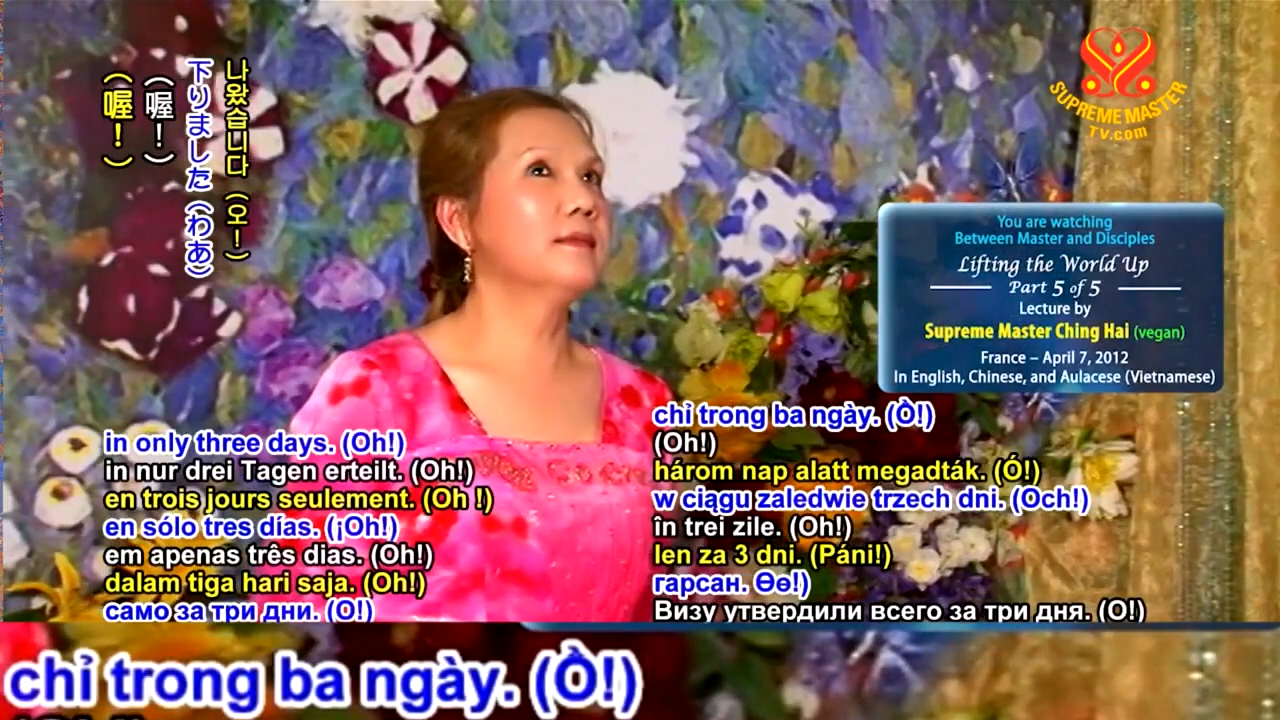 나왔습니다 (오!)
下りました (わあ)
(喔!)
(喔!)
SUPREME MASTER
TV.com
You are watching
Between Master and Disciples
Lifting the World Up
Part 5 of 5
Lecture by
Supreme Master Ching Hai (vegan)
France – April 7, 2012
In English, Chinese, and Aulacese (Vietnamese)
in only three days. (Oh!)
in nur drei Tagen erteilt. (Oh!)
en trois jours seulement. (Oh !)
en sólo tres días. (¡Oh!)
em apenas três dias. (Oh!)
dalam tiga hari saja. (Oh!)
само за три дни. (О!)
chỉ trong ba ngày. (Ồ!)
(Oh!)
három nap alatt megadták. (Ó!)
w ciągu zaledwie trzech dni. (Och!)
în trei zile. (Oh!)
len za 3 dni. (Páni!)
гарсан. Өө!)
Визу утвердили всего за три дня. (О!)
chỉ trong ba ngày. (Ồ!)